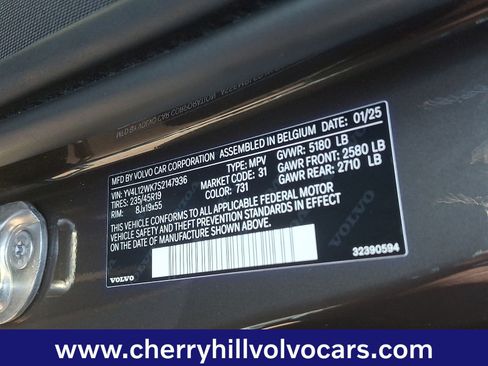 MFD BY VOLVO CAR CORPORATION ASSEMBLED IN BELGIUM DATE 01/25
VIN: YV4L12WK7S2147936 TYPE: MPV GVWR: 5180 LB
TIRES: 235/45R19 MARKET CODE: 31 GAWR FRONT: 2580 LB
RIM: 8Jx19x55 COLOR: 731 GAWR REAR: 2710 LB
THIS VEHICLE CONFORMS TO ALL APPLICABLE FEDERAL MOTOR
VEHICLE SAFETY AND THEFT PREVENTION STANDARDS IN EFFECT ON
THE DATE OF MANUFACTURE SHOWN ABOVE.
VOLVO
VOLVO
32390594
www.cherryhillvolvocars.com